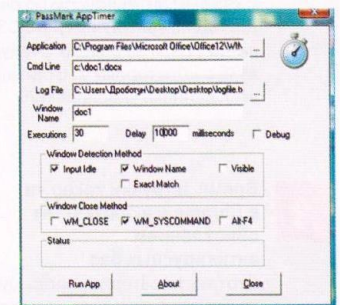 PassMark AppTimer
Application C:\Program Files\Microsoft Office\Office12\WIN ...
Cmd Line c:\doc1.docx
Log File C:\Users\Дроботун\Desktop\Desktop\logfile.tx ...
Window Name doc1
Executions 30 Delay 10000 milliseconds Debug
Window Detection Method
Input Idle Window Name Visible
Exact Match
Window Close Method
WM_CLOSE WM_SYSCOMMAND Alt-F4
Status
Run App About Close